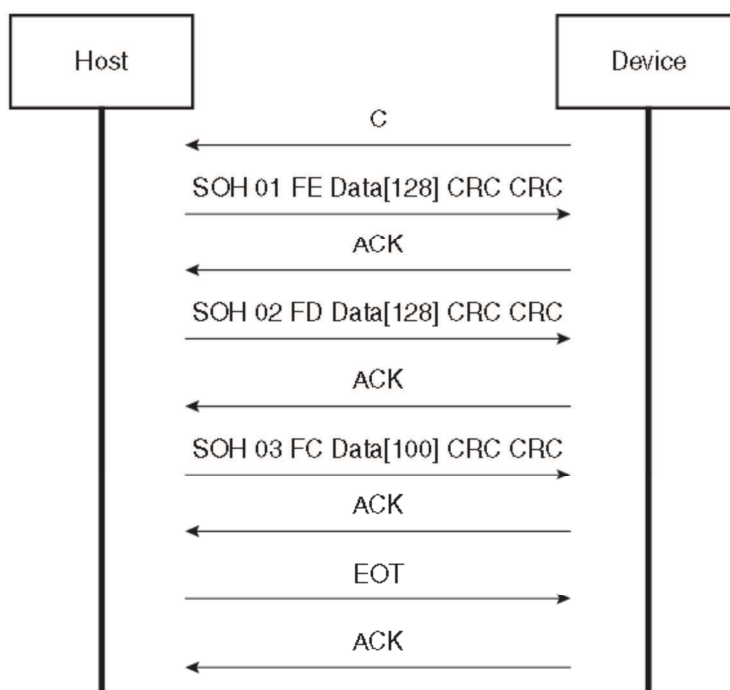 Host
Device
C
SOH 01 FE Data[128] CRC CRC
ACK
SOH 02 FD Data[128] CRC CRC
ACK
SOH 03 FC Data[100] CRC CRC
ACK
EOT
ACK